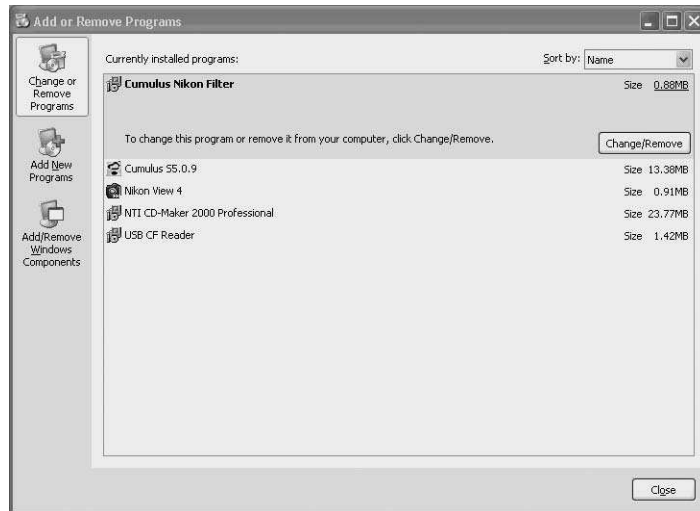 Add or Remove Programs
Change or
Remove
Programs
Add New
Programs
Add/Remove
Windows
Components
Currently installed programs:
Sort by: Name
Cumulus Nikon Filter Size 0.88MB
To change this program or remove it from your computer, click Change/Remove. Change/Remove
Cumulus S5.0.9 Size 13.38MB
Nikon View 4 Size 0.91MB
NTI CD-Maker 2000 Professional Size 23.77MB
USB CF Reader Size 1.42MB
Close